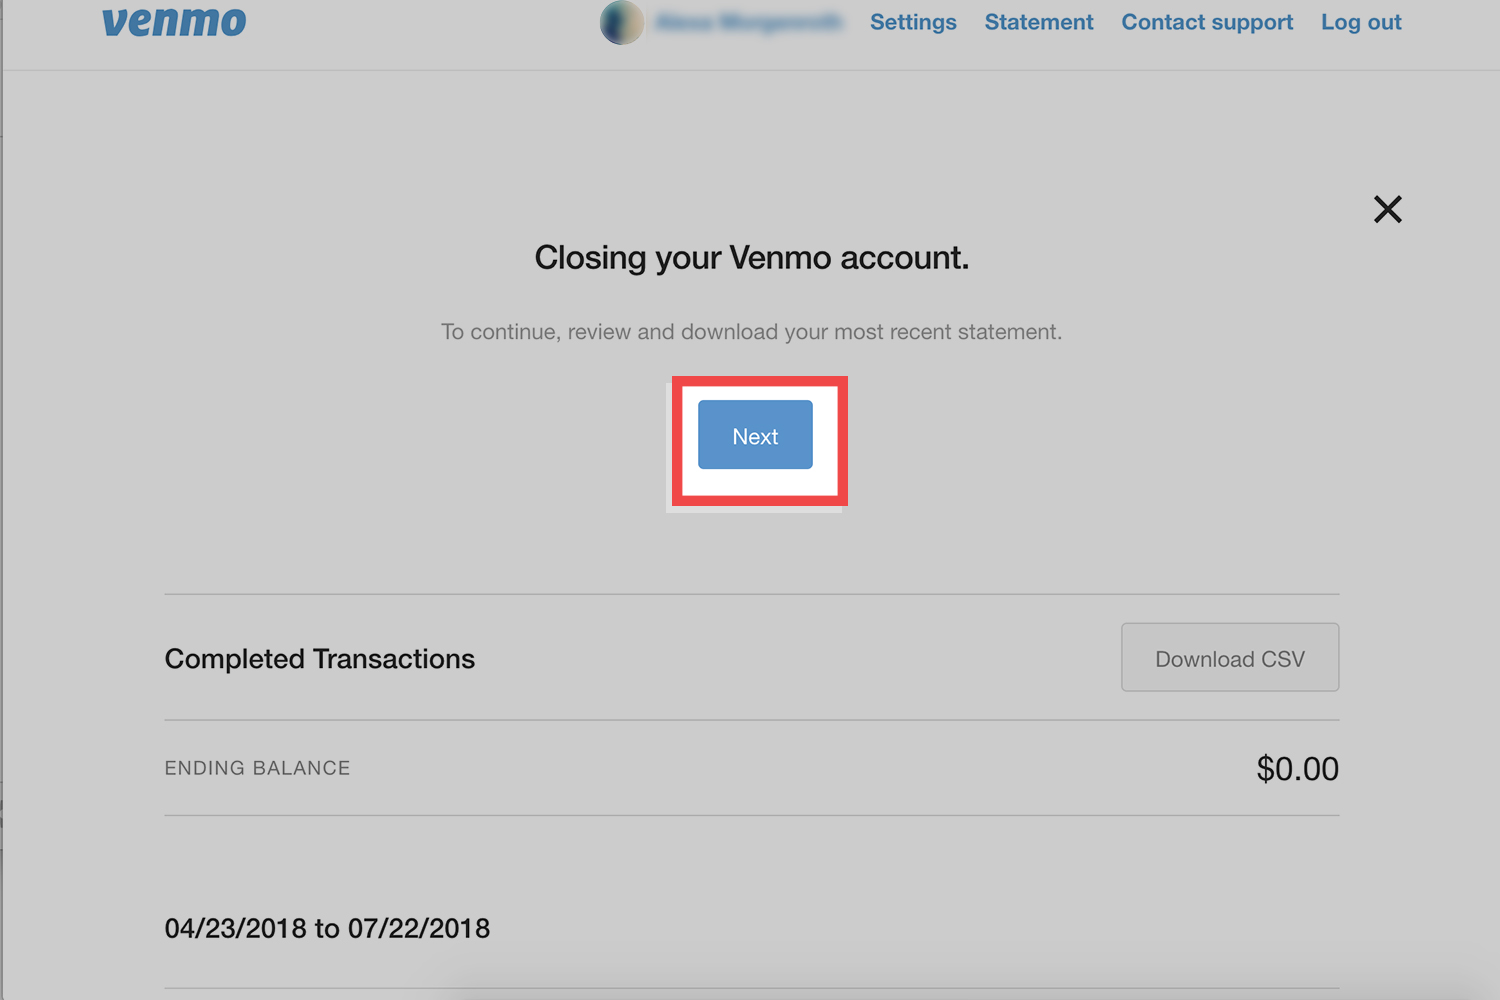 venmo
Settings Statement Contact support Log out
Closing your Venmo account.
To continue, review and download your most recent statement.
Next
Completed Transactions
Download CSV
ENDING BALANCE
$0.00
04/23/2018 to 07/22/2018